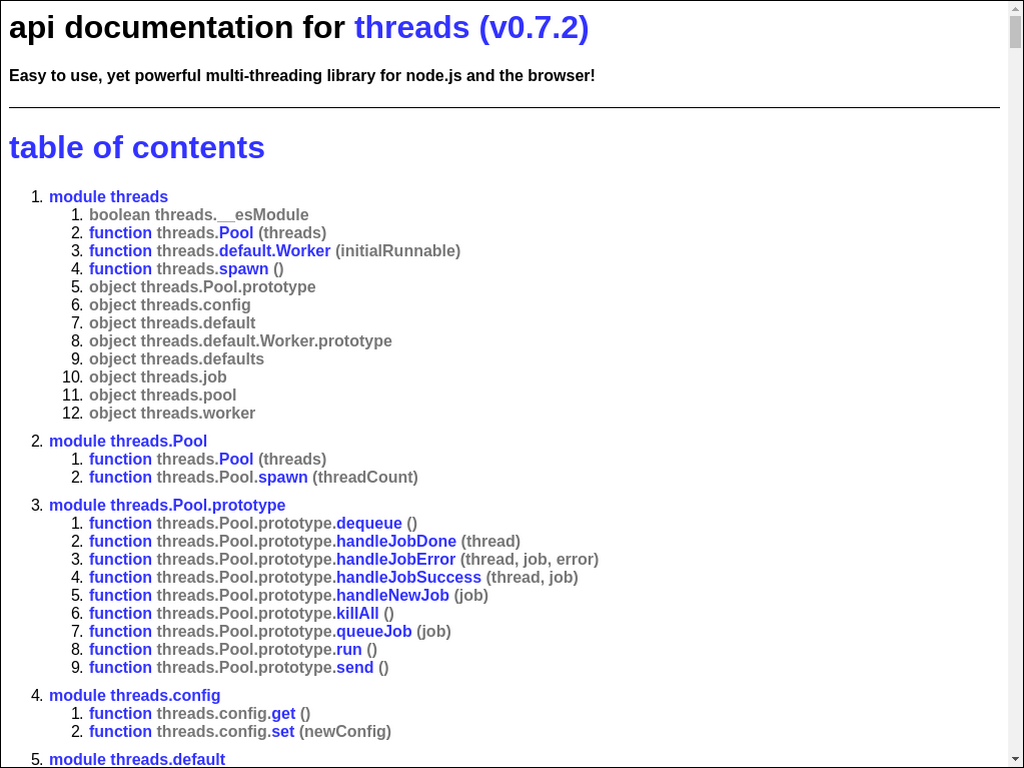 api documentation for threads (v0.7.2)
Easy to use, yet powerful multi-threading library for node.js and the browser!
table of contents
1. module threads
1. boolean threads.__esModule
2. function threads.Pool (threads)
3. function threads.default.Worker (initialRunnable)
4. function threads.spawn ()
5. object threads.Pool.prototype
6. object threads.config
7. object threads.default
8. object threads.default.Worker.prototype
9. object threads.defaults
10. object threads.job
11. object threads.pool
12. object threads.worker
2. module threads.Pool
1. function threads.Pool (threads)
2. function threads.Pool.spawn (threadCount)
3. module threads.Pool.prototype
1. function threads.Pool.prototype.dequeue ()
2. function threads.Pool.prototype.handleJobDone (thread)
3. function threads.Pool.prototype.handleJobError (thread, job, error)
4. function threads.Pool.prototype.handleJobSuccess (thread, job)
5. function threads.Pool.prototype.handleNewJob (job)
6. function threads.Pool.prototype.killAll ()
7. function threads.Pool.prototype.queueJob (job)
8. function threads.Pool.prototype.run ()
9. function threads.Pool.prototype.send ()
4. module threads.config
1. function threads.config.get ()
2. function threads.config.set (newConfig)
5. module threads.default